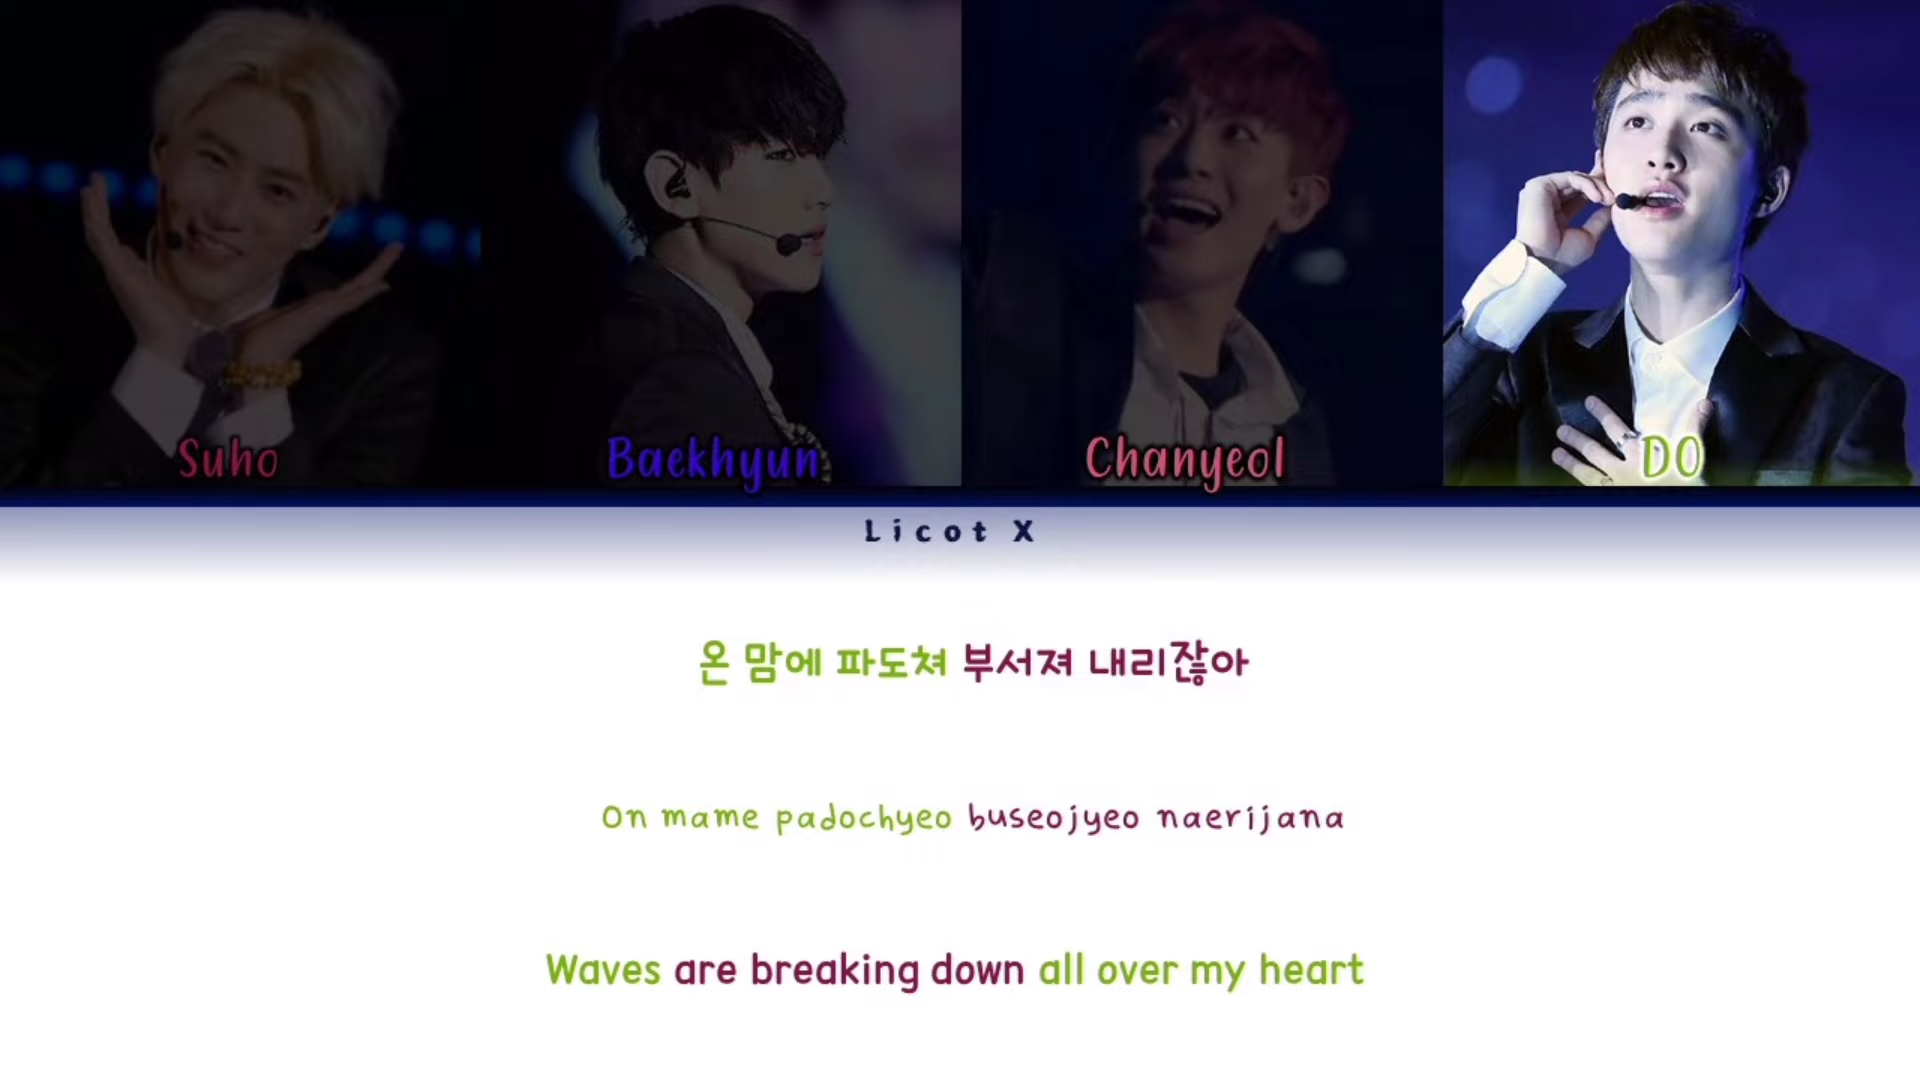 Suho
Baekhyun
Chanyeol
DO
Licot X
온 맘에 파도쳐 부서져 내리잖아
On mame padochyeo buseojyeo naerijana
Waves are breaking down all over my heart